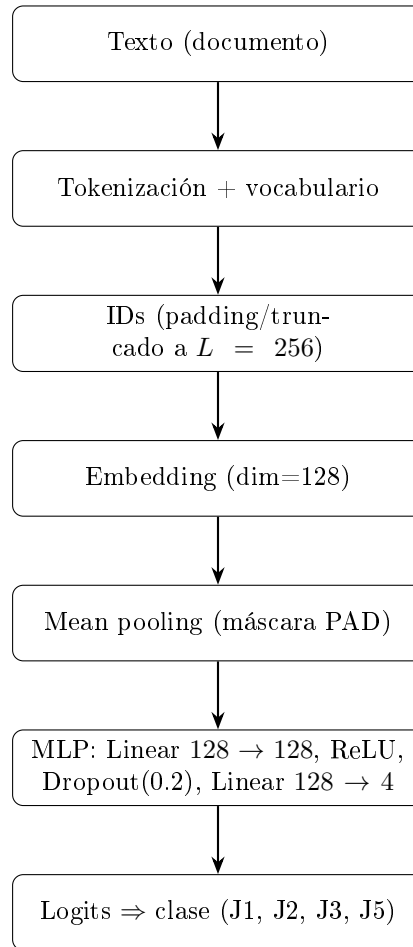 Texto (documento)
Tokenización + vocabulario
IDs (padding/trun-
cado a L = 256)
Embedding (dim=128)
Mean pooling (máscara PAD)
MLP: Linear 128 → 128, ReLU,
Dropout(0.2), Linear 128 → 4
Logits ⇒ clase (J1, J2, J3, J5)